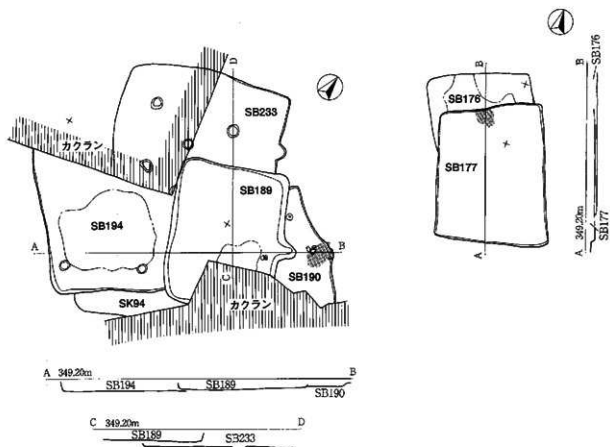 D
SB233
カクラン
SB189
SB194
A
B
C
SB190
SK94
カクラン
A 349.20m B
SB194 SB189 SB190
C 349.20m D
SB189 SB233
B
SB176
SB177
A
B
SB176
349.20m
A
SB177